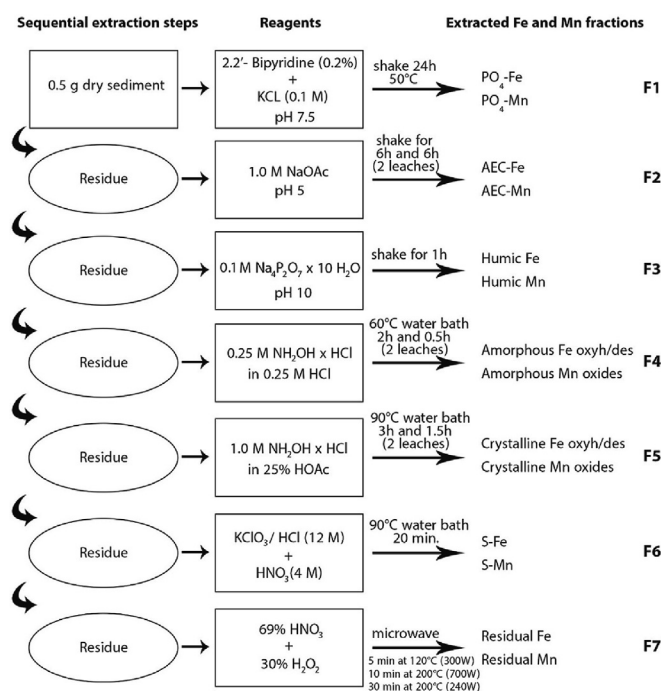 Sequential extraction steps
Reagents
Extracted Fe and Mn fractions
0.5 g dry sediment
2.2'- Bipyridine (0.2%)
+
KCL (0.1 M)
pH 7.5
shake 24h
50°C
PO₄-Fe
PO₄-Mn
F1
Residue
1.0 M NaOAc
pH 5
shake for
6h and 6h
(2 leaches)
AEC-Fe
AEC-Mn
F2
Residue
0.1 M Na₄P₂O₇ x 10 H₂O
pH 10
shake for 1h
Humic Fe
Humic Mn
F3
Residue
0.25 M NH₂OH x HCl
in 0.25 M HCl
60°C water bath
2h and 0.5h
(2 leaches)
Amorphous Fe oxyh/des
Amorphous Mn oxides
F4
Residue
1.0 M NH₂OH x HCl
in 25% HOAc
90°C water bath
3h and 1.5h
(2 leaches)
Crystalline Fe oxyh/des
Crystalline Mn oxides
F5
Residue
KClO₃/ HCl (12 M)
+
HNO₃(4 M)
90°C water bath
20 min.
S-Fe
S-Mn
F6
Residue
69% HNO₃
+
30% H₂O₂
microwave
5 min at 120°C (300W)
10 min at 200°C (700W)
30 min at 200°C (240W)
Residual Fe
Residual Mn
F7